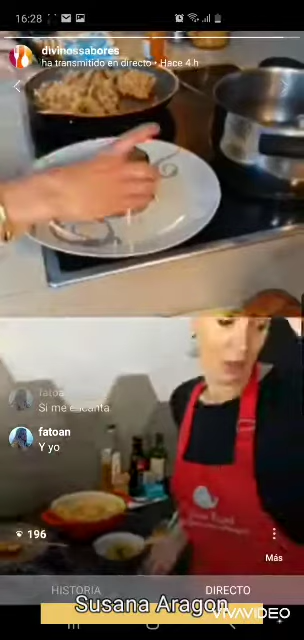 16:28
divinossabores
ha transmitido en directo • Hace 4 h
fatoan
Si me encanta
fatoan
Y yo
196
Más
HISTORIA
DIRECTO
Susana Aragon
VIVAVIDEO